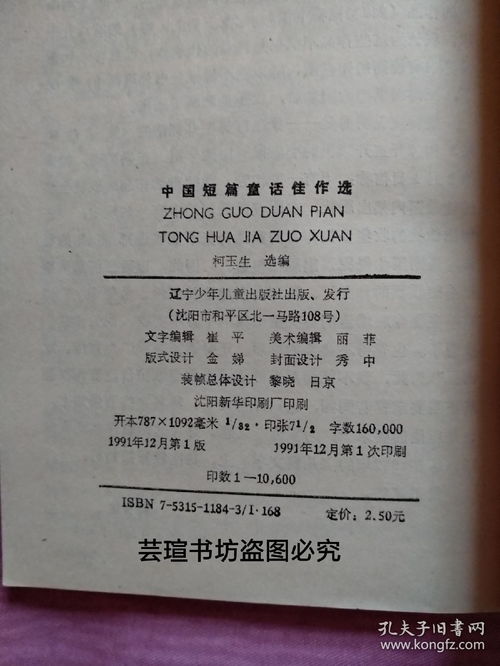 中国短篇童话佳作选
ZHONG GUO DUAN PIAN
TONG HUA JIA ZUO XUAN
柯玉生 选编
辽宁少年儿童出版社出版、发行
(沈阳市和平区北一马路108号)
文字编辑 崔 平 美术编辑 丽 菲
版式设计 金 娣 封面设计 秀 中
装帧总体设计 黎晓 日京
沈阳新华印刷厂印刷
开本787×1092毫米 1/32·印张7 1/2 字数160,000
1991年12月第1版 1991年12月第1次印刷
印数1—10,600
ISBN 7-5315-1184-3/I·168 定价: 2.50元
芸瑄书坊盗图必究
孔夫子旧书网
www.kongfz.com